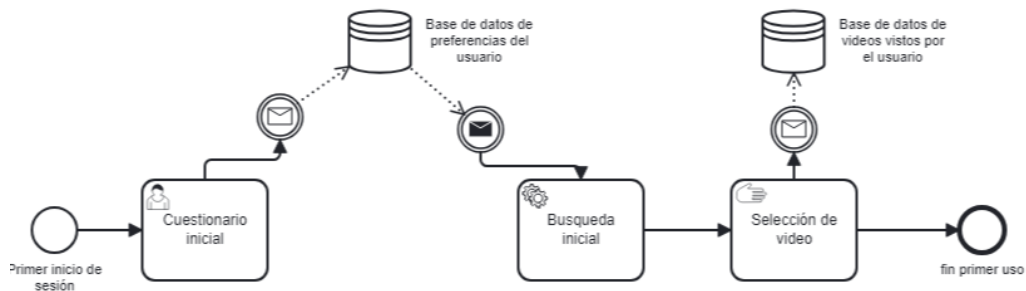 Base de datos de
preferencias del
usuario
Base de datos de
videos vistos por
el usuario
Cuestionario
inicial
Busqueda
inicial
Selección de
video
Primer inicio de
sesión
fin primer uso